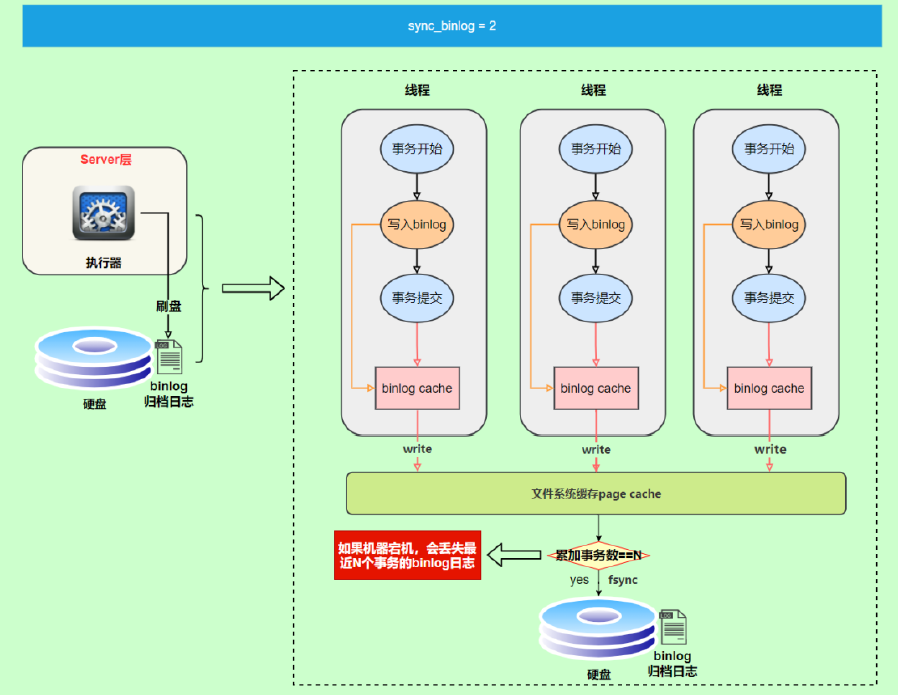 sync_binlog = 2
Server层
执行器
刷盘
硬盘
binlog
归档日志
线程
线程
线程
事务开始
事务开始
事务开始
写入binlog
写入binlog
写入binlog
事务提交
事务提交
事务提交
binlog cache
binlog cache
binlog cache
write
write
write
文件系统缓存page cache
如果机器宕机，会丢失最
近N个事务的binlog日志
累加事务数==N
yes
fsync
硬盘
LOG
binlog
归档日志